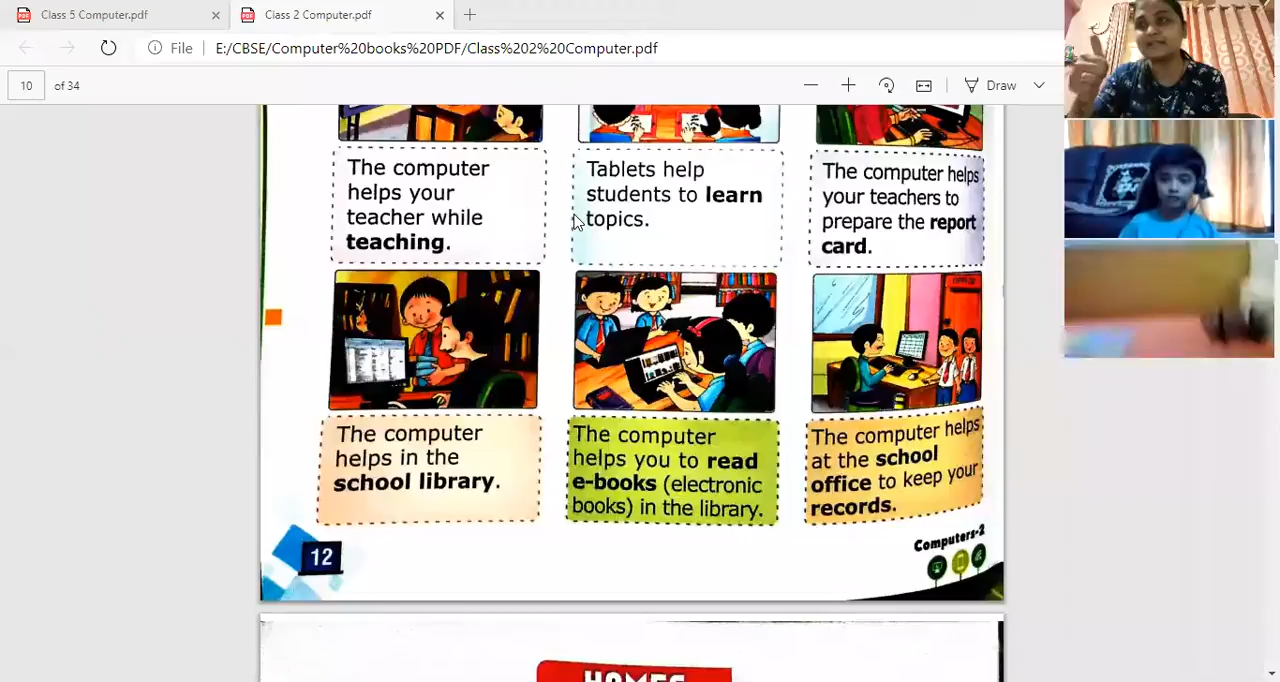 Class 5 Computer.pdf
Class 2 Computer.pdf
File
E:/CBSE/Computer%20books%20PDF/Class%202%20Computer.pdf
10
of 34
Draw
The computer
helps your
teacher while
teaching.
Tablets help
students to learn
topics.
The computer helps
your teachers to
prepare the report
card.
The computer
helps in the
school library.
The computer
helps you to read
e-books (electronic
books) in the library.
The computer helps
at the school
office to keep your
records.
12
Computers-2
HOMES